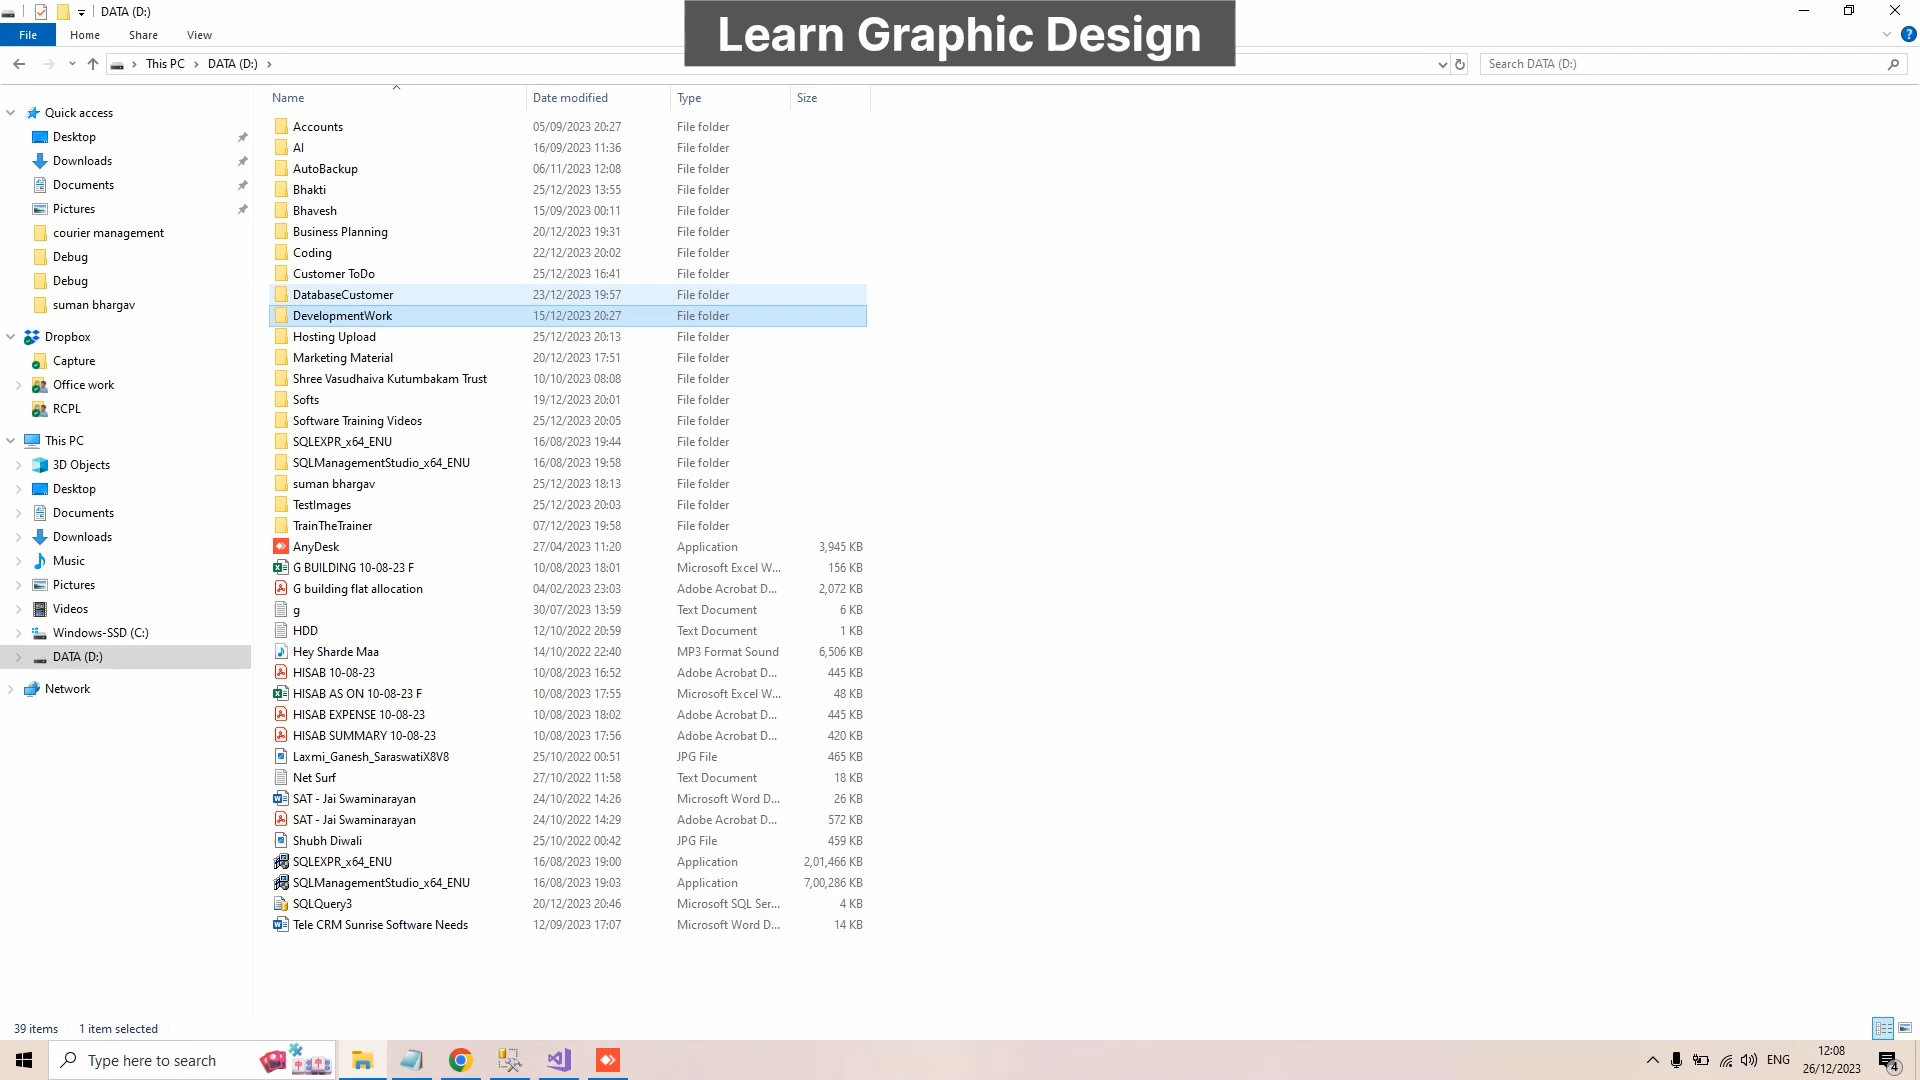 DATA (D:)
Learn Graphic Design
File Home Share View
This PC DATA (D:)
Search DATA (D:)
Name Date modified Type Size
Quick access
Desktop
Downloads
Documents
Pictures
courier management
Debug
Debug
suman bhargav
Dropbox
Capture
Office work
RCPL
This PC
3D Objects
Desktop
Documents
Downloads
Music
Pictures
Videos
Windows-SSD (C:)
DATA (D:)
Network
Accounts 05/09/2023 20:27 File folder
AI 16/09/2023 11:36 File folder
AutoBackup 06/11/2023 12:08 File folder
Bhakti 25/12/2023 13:55 File folder
Bhavesh 15/09/2023 00:11 File folder
Business Planning 20/12/2023 19:31 File folder
Coding 22/12/2023 20:02 File folder
Customer ToDo 25/12/2023 16:41 File folder
DatabaseCustomer 23/12/2023 19:57 File folder
DevelopmentWork 15/12/2023 20:27 File folder
Hosting Upload 25/12/2023 20:13 File folder
Marketing Material 20/12/2023 17:51 File folder
Shree Vasudhaiva Kutumbakam Trust 10/10/2023 08:08 File folder
Softs 19/12/2023 20:01 File folder
Software Training Videos 25/12/2023 20:05 File folder
SQLEXPR_x64_ENU 16/08/2023 19:44 File folder
SQLManagementStudio_x64_ENU 16/08/2023 19:58 File folder
suman bhargav 25/12/2023 18:13 File folder
TestImages 25/12/2023 20:03 File folder
TrainTheTrainer 07/12/2023 19:58 File folder
AnyDesk 27/04/2023 11:20 Application 3,945 KB
G BUILDING 10-08-23 F 10/08/2023 18:01 Microsoft Excel W... 156 KB
G building flat allocation 04/02/2023 23:03 Adobe Acrobat D... 2,072 KB
g 30/07/2023 13:59 Text Document 6 KB
HDD 12/10/2022 20:59 Text Document 1 KB
Hey Sharde Maa 14/10/2022 22:40 MP3 Format Sound 6,506 KB
HISAB 10-08-23 10/08/2023 16:52 Adobe Acrobat D... 445 KB
HISAB AS ON 10-08-23 F 10/08/2023 17:55 Microsoft Excel W... 48 KB
HISAB EXPENSE 10-08-23 10/08/2023 18:02 Adobe Acrobat D... 445 KB
HISAB SUMMARY 10-08-23 10/08/2023 17:56 Adobe Acrobat D... 420 KB
Laxmi_Ganesh_SaraswatiX8V8 25/10/2022 00:51 JPG File 465 KB
Net Surf 27/10/2022 11:58 Text Document 18 KB
SAT - Jai Swaminarayan 24/10/2022 14:26 Microsoft Word D... 26 KB
SAT - Jai Swaminarayan 24/10/2022 14:29 Adobe Acrobat D... 572 KB
Shubh Diwali 25/10/2022 00:42 JPG File 459 KB
SQLEXPR_x64_ENU 16/08/2023 19:00 Application 2,01,466 KB
SQLManagementStudio_x64_ENU 16/08/2023 19:03 Application 7,00,286 KB
SQLQuery3 20/12/2023 20:46 Microsoft SQL Ser... 4 KB
Tele CRM Sunrise Software Needs 12/09/2023 17:07 Microsoft Word D... 14 KB
39 items 1 item selected
Type here to search
ENG
12:08
26/12/2023
4